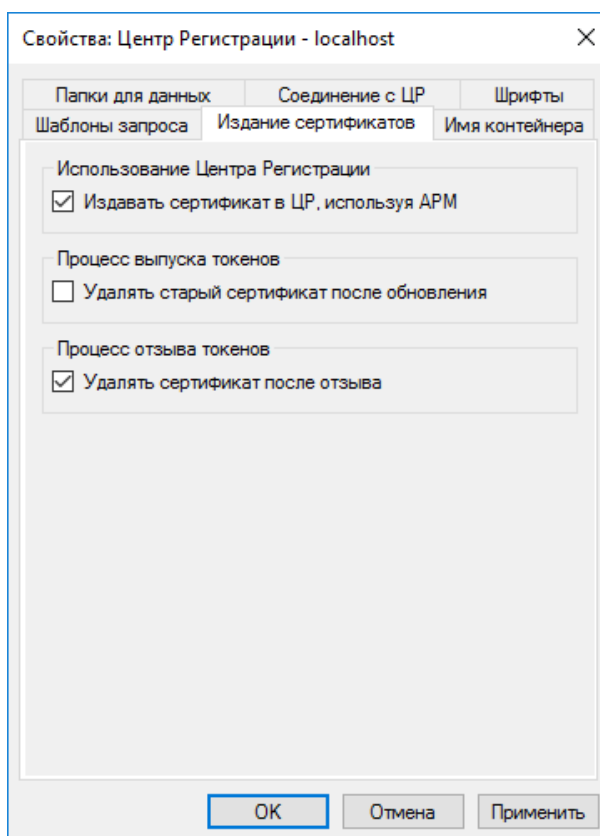 Свойства: Центр Регистрации - localhost
Папки для данных Соединение с ЦР Шрифты
Шаблоны запроса Издание сертификатов Имя контейнера
Использование Центра Регистрации
Издавать сертификат в ЦР, используя АРМ
Процесс выпуска токенов
Удалять старый сертификат после обновления
Процесс отзыва токенов
Удалять сертификат после отзыва
OK Отмена Применить